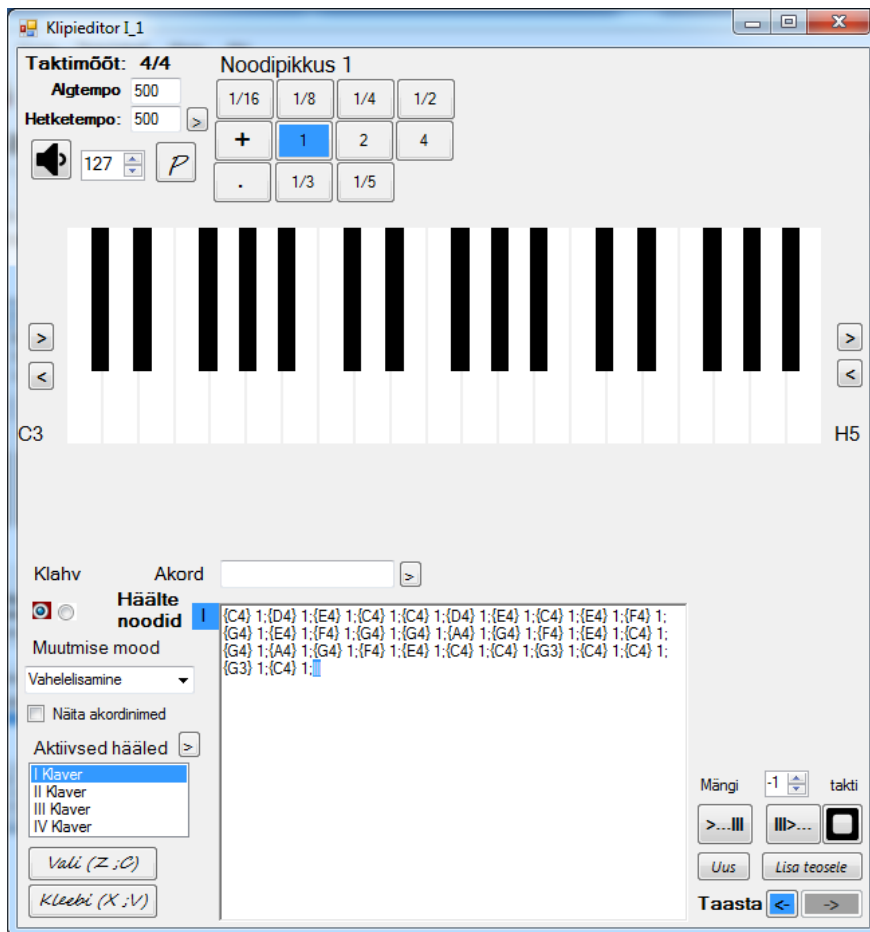 Klipieditor I_1
Taktimõõt: 4/4
Noodipikkus 1
Algtempo 500
Hetketempo: 500 >
1/16 1/8 1/4 1/2
+ 1 2 4
. 1/3 1/5
127
P
>
<
>
<
C3
H5
Klahv
Akord
>
Häälte
noodid
I
{C4} 1;{D4} 1;{E4} 1;{C4} 1;{C4} 1;{D4} 1;{E4} 1;{C4} 1;{E4} 1;{F4} 1;
{G4} 1;{E4} 1;{F4} 1;{G4} 1;{G4} 1;{A4} 1;{G4} 1;{F4} 1;{E4} 1;{C4} 1;
{G4} 1;{A4} 1;{G4} 1;{F4} 1;{E4} 1;{C4} 1;{C4} 1;{G3} 1;{C4} 1;{C4} 1;
{G3} 1;{C4} 1;
Muutmise mood
Vahelelisamine
Näita akordinimed
Aktiivsed hääled >
I Klaver
II Klaver
III Klaver
IV Klaver
Vali (Z ;C)
Kleebi (X ;V)
Mängi -1 takti
>...III III>...
Uus Lisa teosele
Taasta <- ->